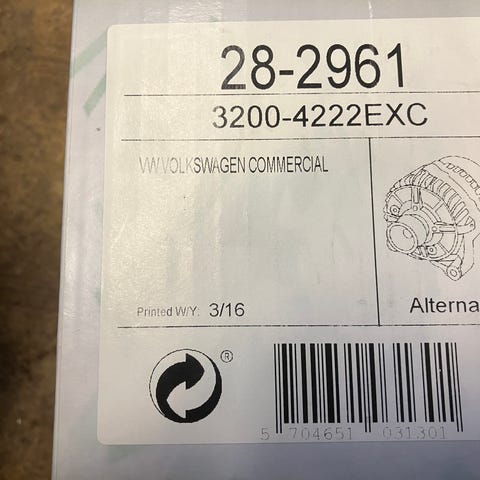 28-2961
3200-4222EXC
VW VOLKSWAGEN COMMERCIAL
Printed W/Y: 3/16
Alterna
®
5 704651 031301